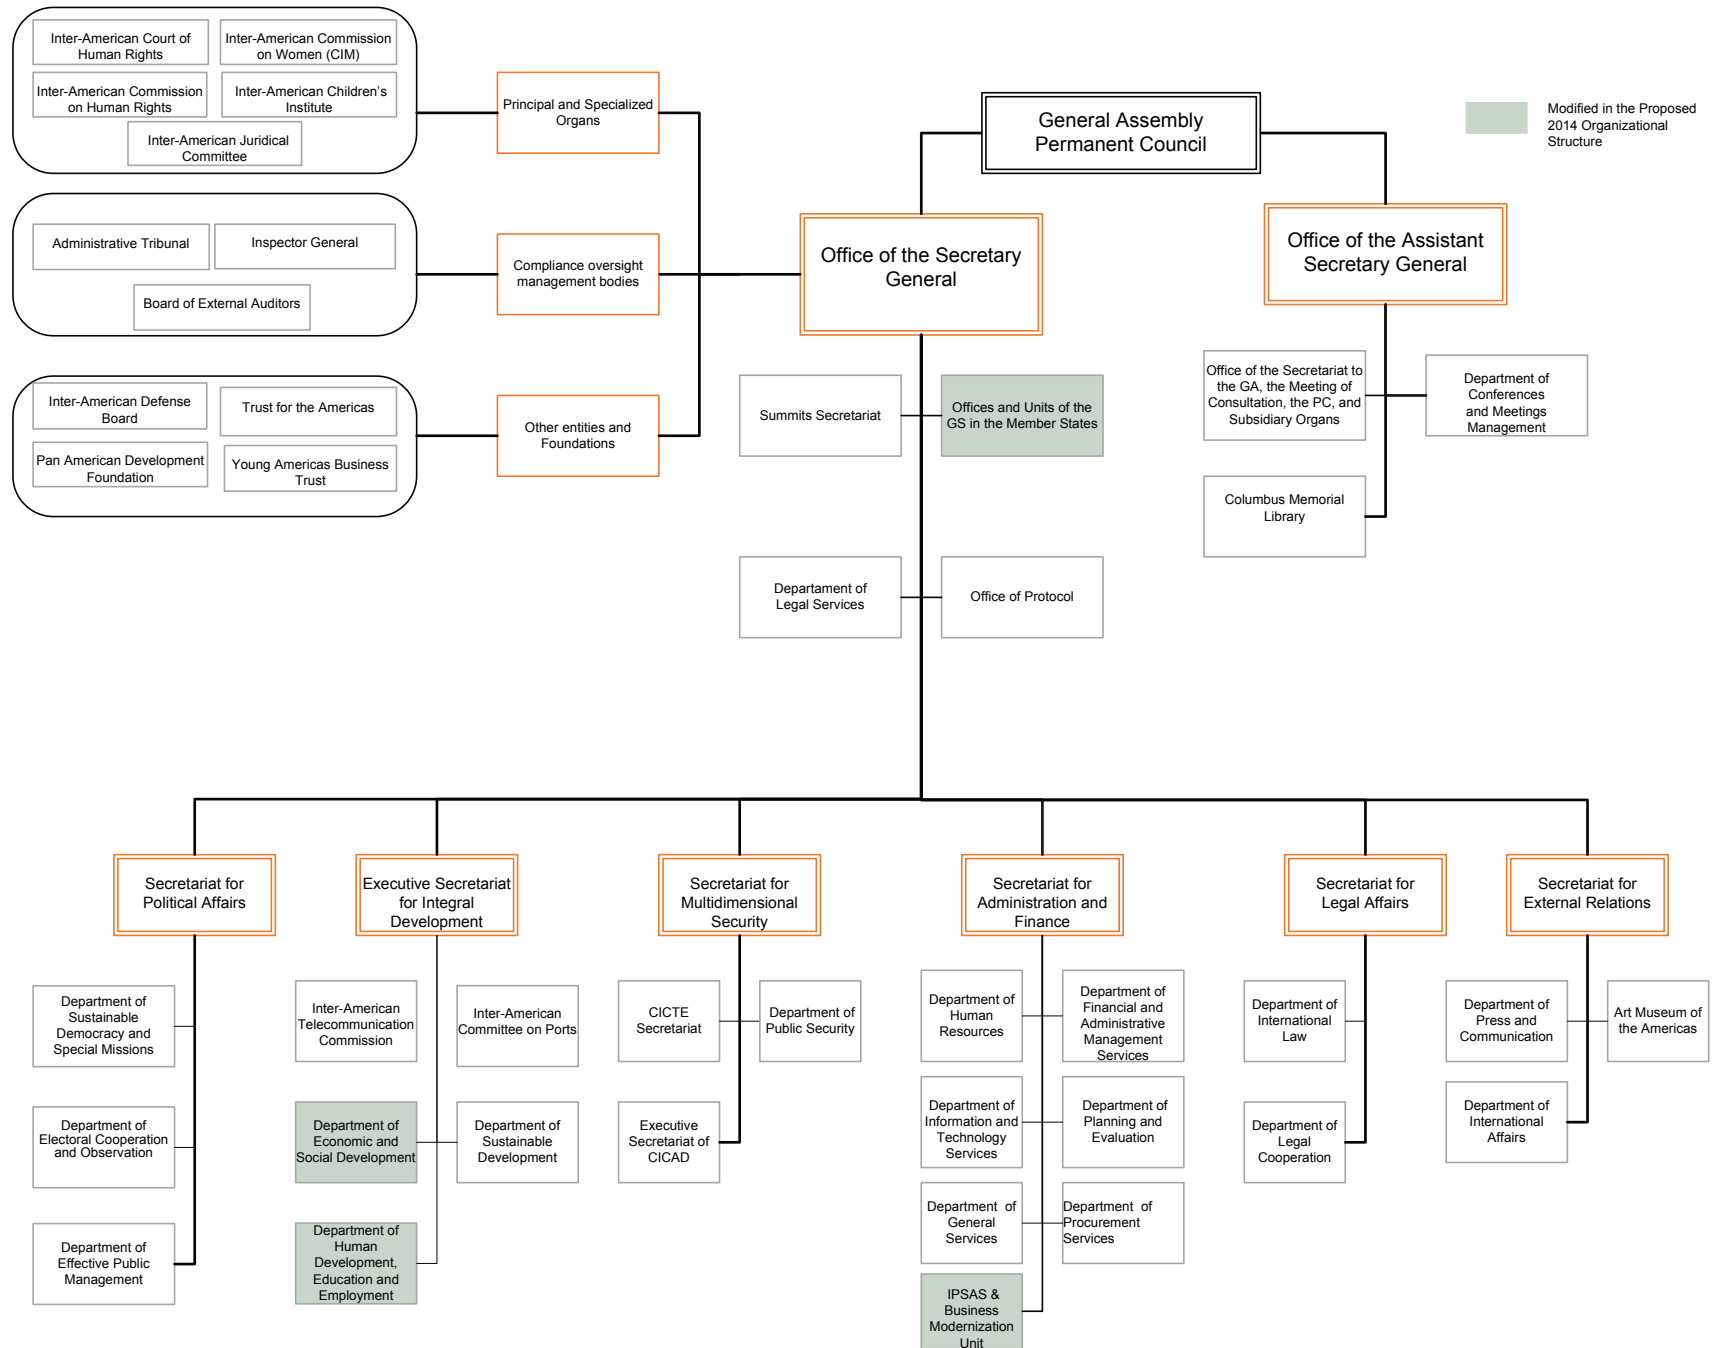 Inter-American Court of
Human Rights
Inter-American Commission
on Women (CIM)
Inter-American Commission
on Human Rights
Inter-American Children's
Institute
Inter-American Juridical
Committee
Principal and Specialized
Organs
General Assembly
Permanent Council
Modified in the Proposed
2014 Organizational
Structure
Administrative Tribunal
Inspector General
Board of External Auditors
Compliance oversight
management bodies
Office of the Secretary
General
Office of the Assistant
Secretary General
Inter-American Defense
Board
Trust for the Americas
Pan American Development
Foundation
Young Americas Business
Trust
Other entities and
Foundations
Summits Secretariat
Offices and Units of the
GS in the Member States
Office of the Secretariat to
the GA, the Meeting of
Consultation, the PC, and
Subsidiary Organs
Department of
Conferences
and Meetings
Management
Columbus Memorial
Library
Departament of
Legal Services
Office of Protocol
Secretariat for
Political Affairs
Executive Secretariat
for Integral
Development
Secretariat for
Multidimensional
Security
Secretariat for
Administration and
Finance
Secretariat for
Legal Affairs
Secretariat for
External Relations
Department of
Sustainable
Democracy and
Special Missions
Inter-American
Telecommunication
Commission
Inter-American
Committee on Ports
CICTE
Secretariat
Department of
Public Security
Department of
Human
Resources
Department of
Financial and
Administrative
Management
Services
Department of
International
Law
Department of
Press and
Communication
Art Museum of
the Americas
Department of
Electoral Cooperation
and Observation
Department of
Economic and
Social Development
Department of
Sustainable
Development
Executive
Secretariat of
CICAD
Department of
Information and
Technology
Services
Department of
Planning and
Evaluation
Department of
Legal
Cooperation
Department of
International
Affairs
Department of
Effective Public
Management
Department of
Human
Development,
Education and
Employment
Department of
General
Services
Department of
Procurement
Services
IPSAS &
Business
Modernization
Unit